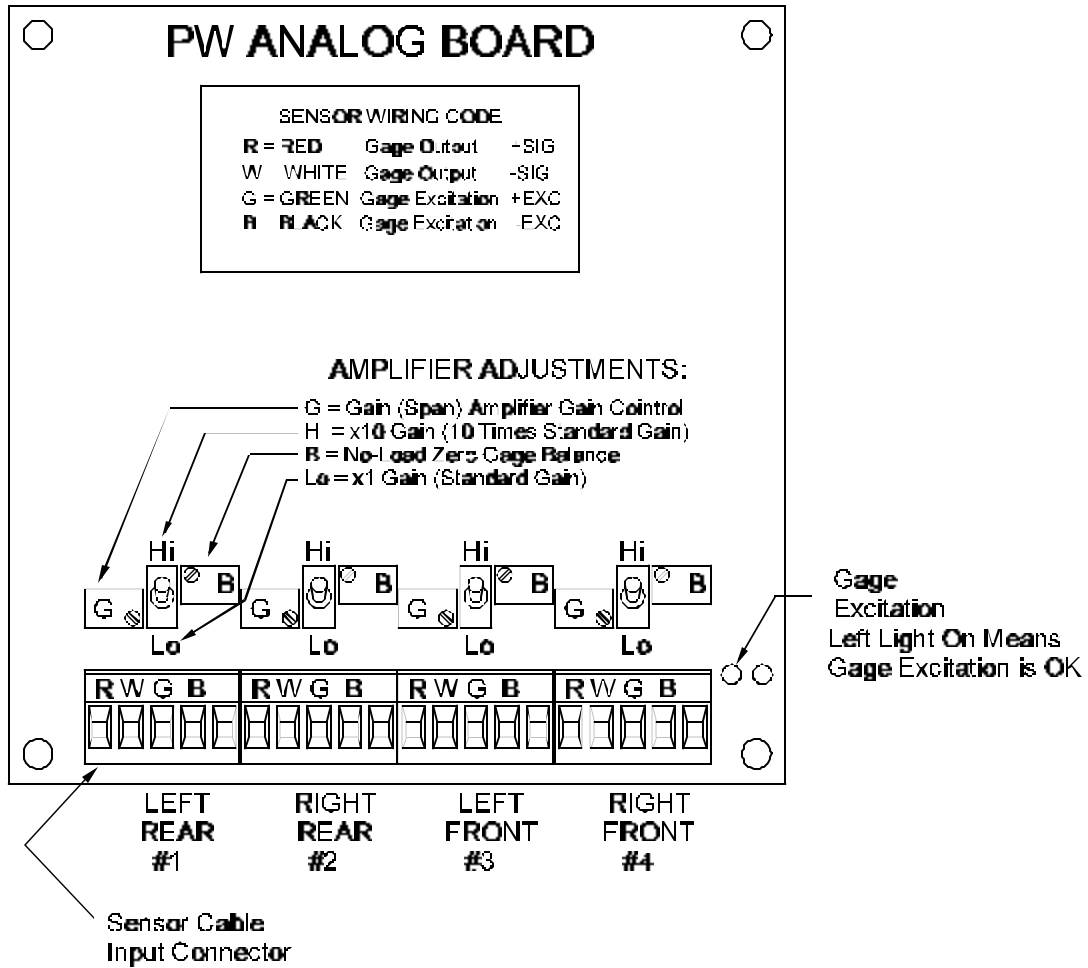 PW ANALOG BOARD
SENSOR WIRING CODE
R = RED Gage Output +SIG
W WHITE Gage Output -SIG
G = GREEN Gage Excitation +EXC
B BLACK Gage Excitation -EXC
AMPLIFIER ADJUSTMENTS:
G = Gain (Span) Amplifier Gain Cointrol
H = x10 Gain (10 Times Standard Gain)
B = No-Load Zero Gage Balance
Lo = x1 Gain (Standard Gain)
Hi Hi Hi Hi
G B G B G B G B
Lo Lo Lo Lo
R W G B R W G B R W G B R W G B
Gage
Excitation
Left Light On Means
Gage Excitation is OK
LEFT
REAR
#1
RIGHT
REAR
#2
LEFT
FRONT
#3
RIGHT
FRONT
#4
Sensor Cable
Input Connector